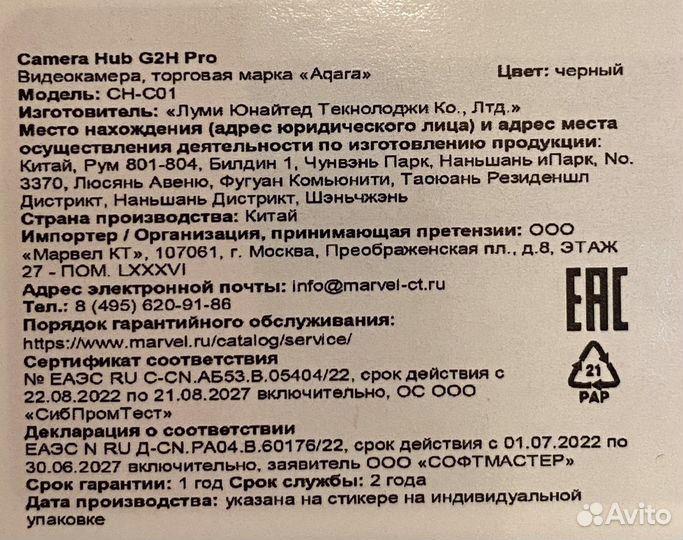 Camera Hub G2H Pro
Видеокамера, торговая марка «Aqara» Цвет: черный
Модель: CH-C01
Изготовитель: «Луми Юнайтед Текнолоджи Ко., Лтд.»
Место нахождения (адрес юридического лица) и адрес места
осуществления деятельности по изготовлению продукции:
Китай, Рум 801-804, Билдин 1, Чунвэнь Парк, Наньшань иПарк, No.
3370, Люсянь Авеню, Фугуан Комьюнити, Таоюань Резиденшл
Дистрикт, Наньшань Дистрикт, Шэньчжэнь
Страна производства: Китай
Импортер / Организация, принимающая претензии: ООО
«Марвел КТ», 107061, г. Москва, Преображенская пл., д.8, ЭТАЖ
27 - ПОМ. LXXXVI
Адрес электронной почты: info@marvel-ct.ru
Тел.: 8 (495) 620-91-86
Порядок гарантийного обслуживания:
https://www.marvel.ru/catalog/service/
Сертификат соответствия
№ ЕАЭС RU C-CN.АБ53.В.05404/22, срок действия с
22.08.2022 по 21.08.2027 включительно, ОС ООО
«СибПромТест»
Декларация о соответствии
ЕАЭС N RU Д-CN.РА04.В.60176/22, срок действия с 01.07.2022 по
30.06.2027 включительно, заявитель ООО «СОФТМАСТЕР»
Срок гарантии: 1 год Срок службы: 2 года
Дата производства: указана на стикере на индивидуальной
упаковке
EAC
21
PAP
Avito